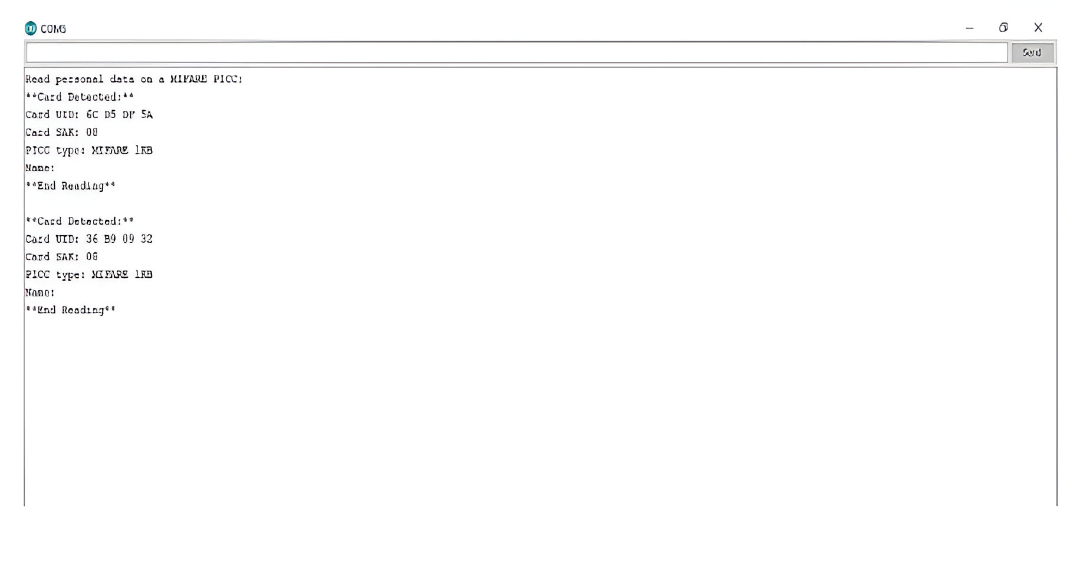 COM3
Send
Read personal data on a MIFARE PICC:
**Card Detected:**
Card UID: 6C D5 DF 5A
Card SAK: 08
PICC type: MIFARE 1KB
Name:
**End Reading**
**Card Detected:**
Card UID: 36 B9 09 32
Card SAK: 08
PICC type: MIFARE 1KB
Name:
**End Reading**